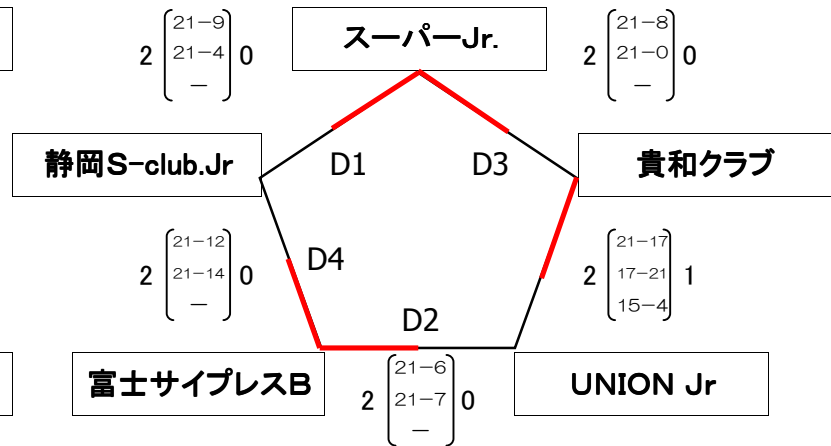 スーパーJr.
2 21-9 0
21-4
-
2 21-8 0
21-0
-
静岡S-club.Jr
D1
D3
貴和クラブ
2 21-12 0
21-14
-
D4
2 21-17 1
17-21
15-4
D2
富士サイプレスB
2 21-6 0
21-7
-
UNION Jr